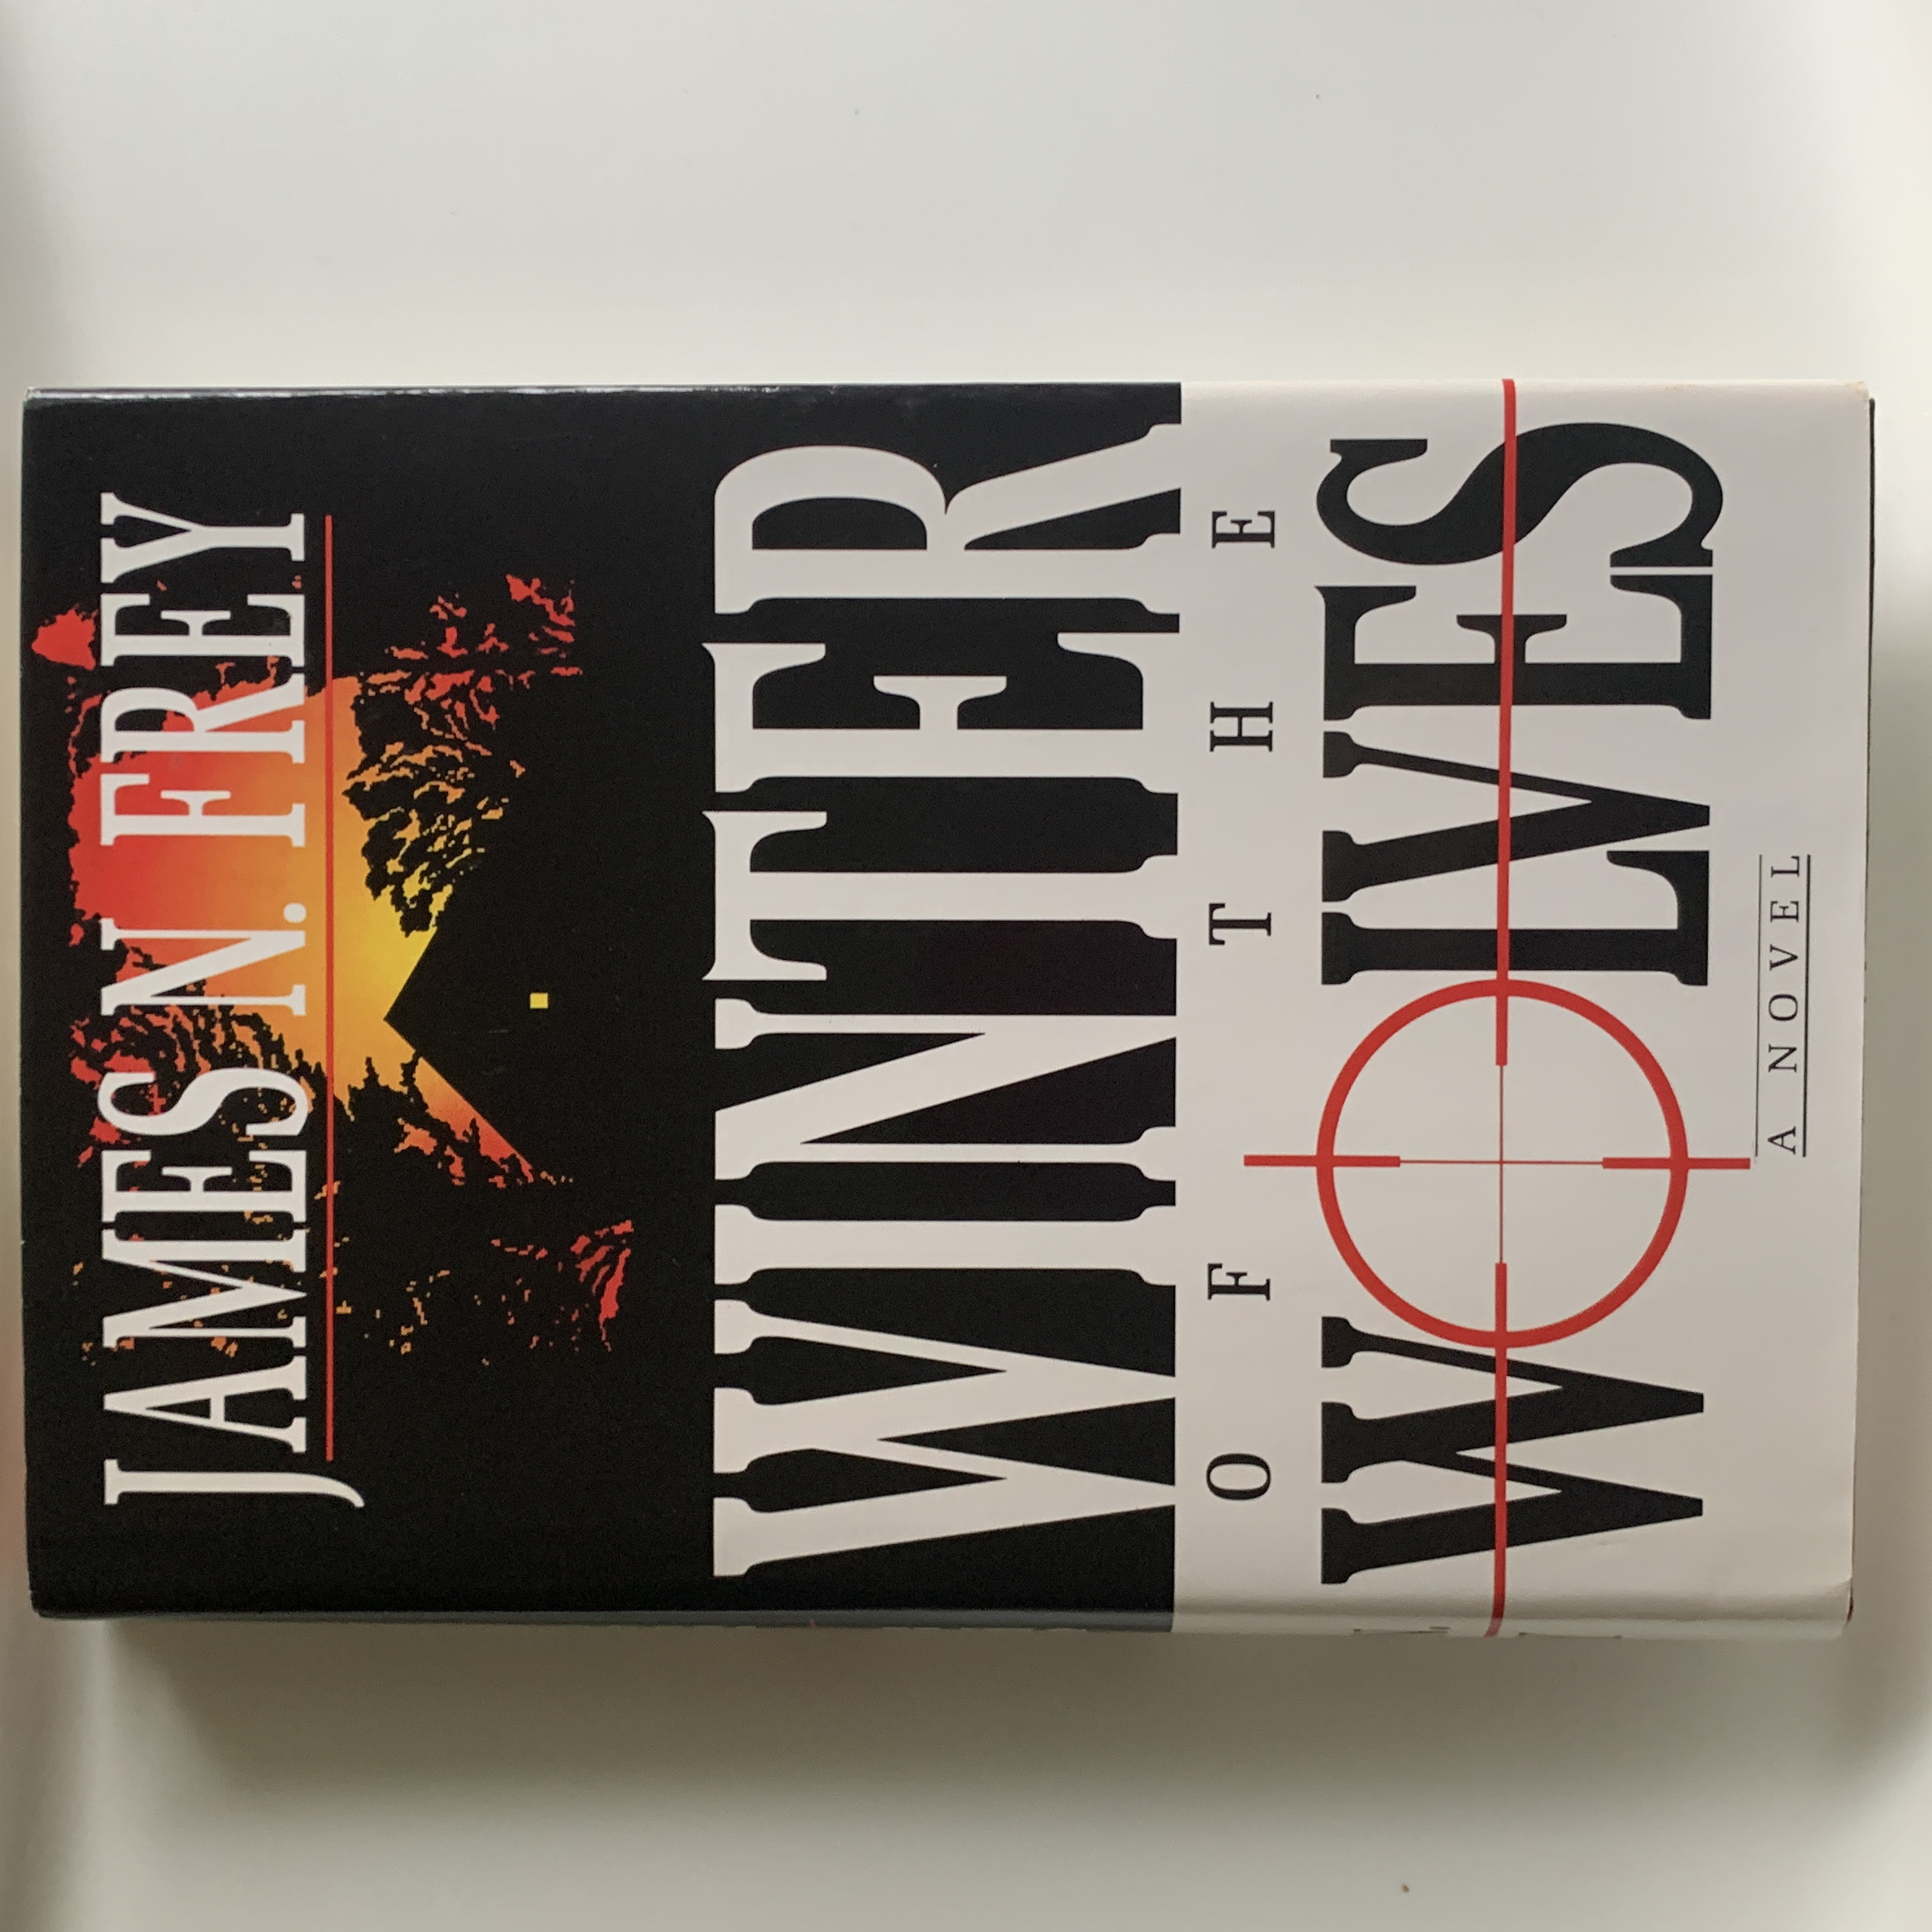 JAMES N. FREY
WINTER
OF THE
WOLVES
A NOVEL